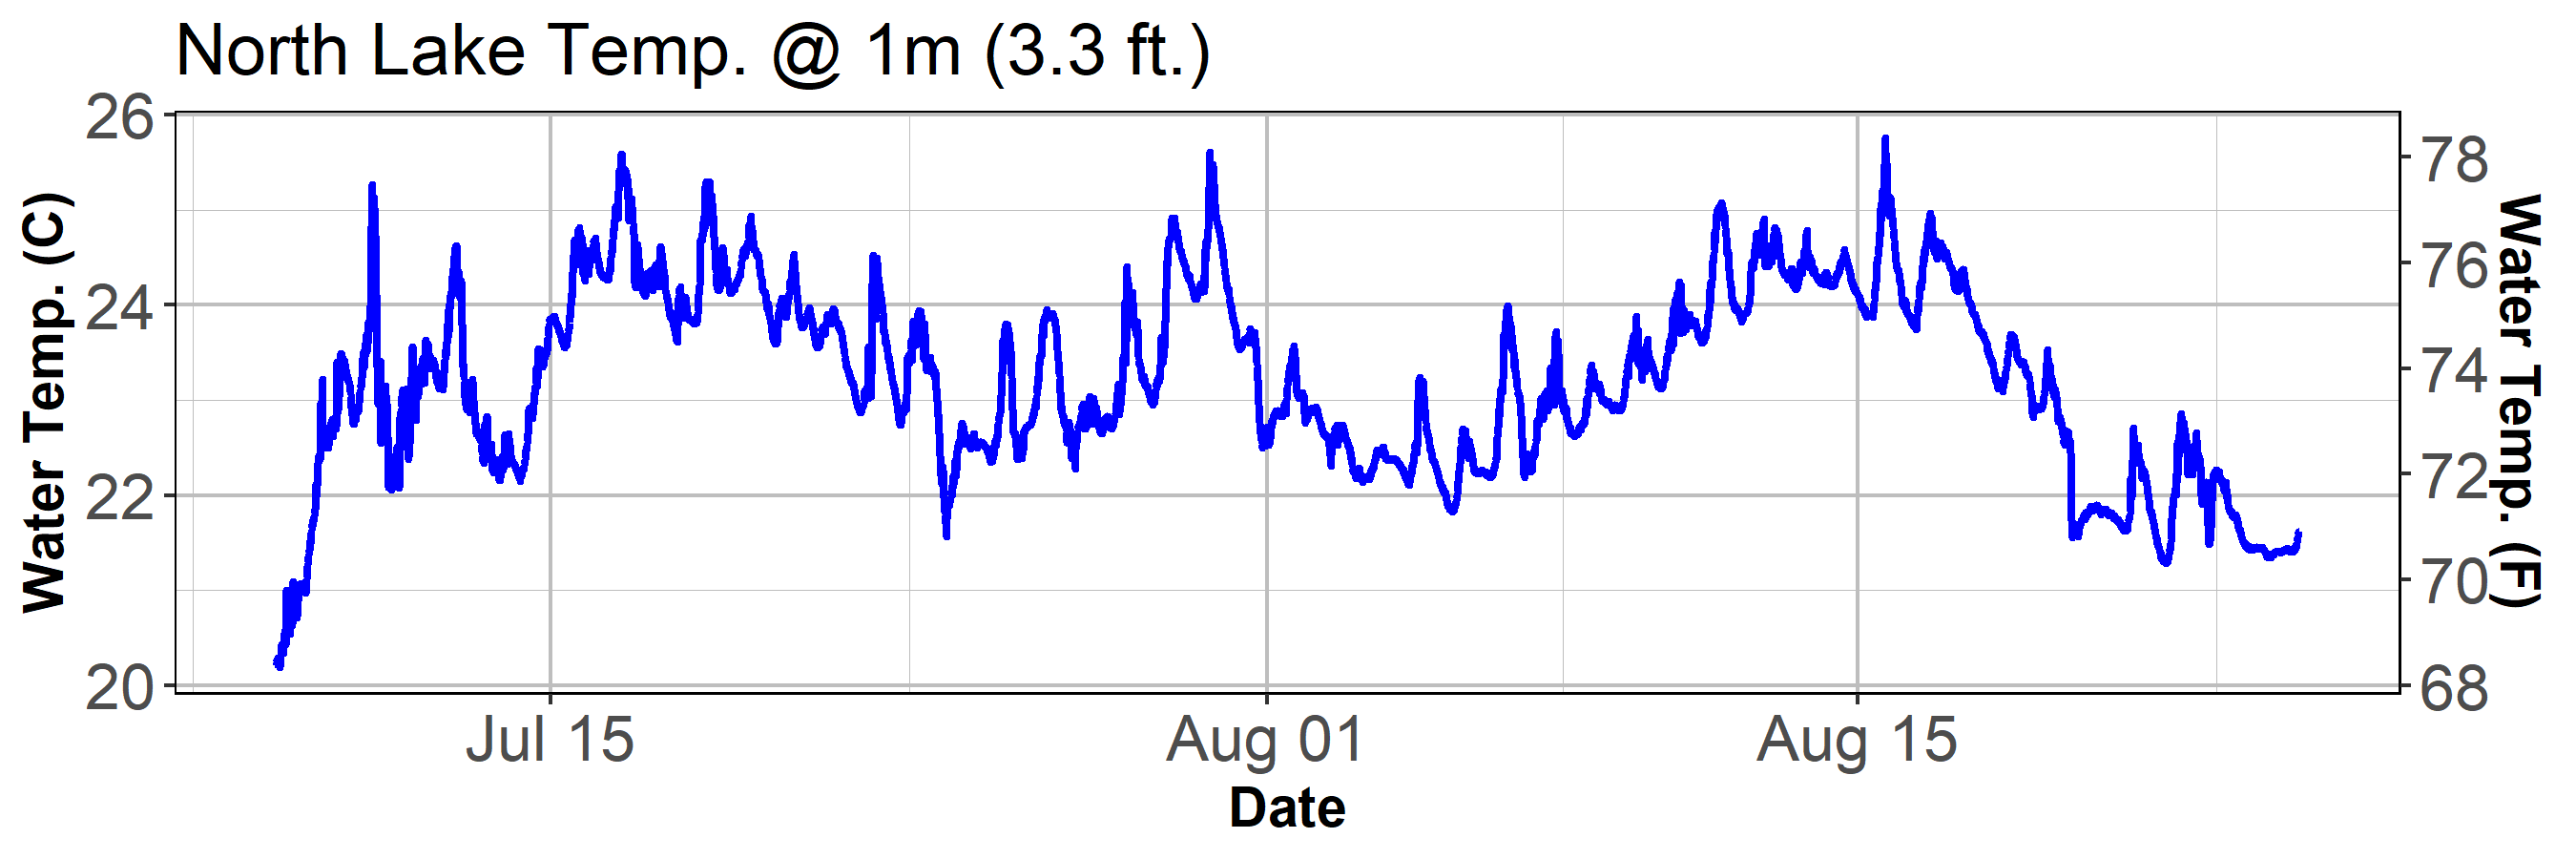 North Lake Temp. @ 1m (3.3 ft.)
26
24
22
20
Water Temp. (C)
78
76
74
72
70
68
Water Temp. (F)
Jul 15
Aug 01
Aug 15
Date